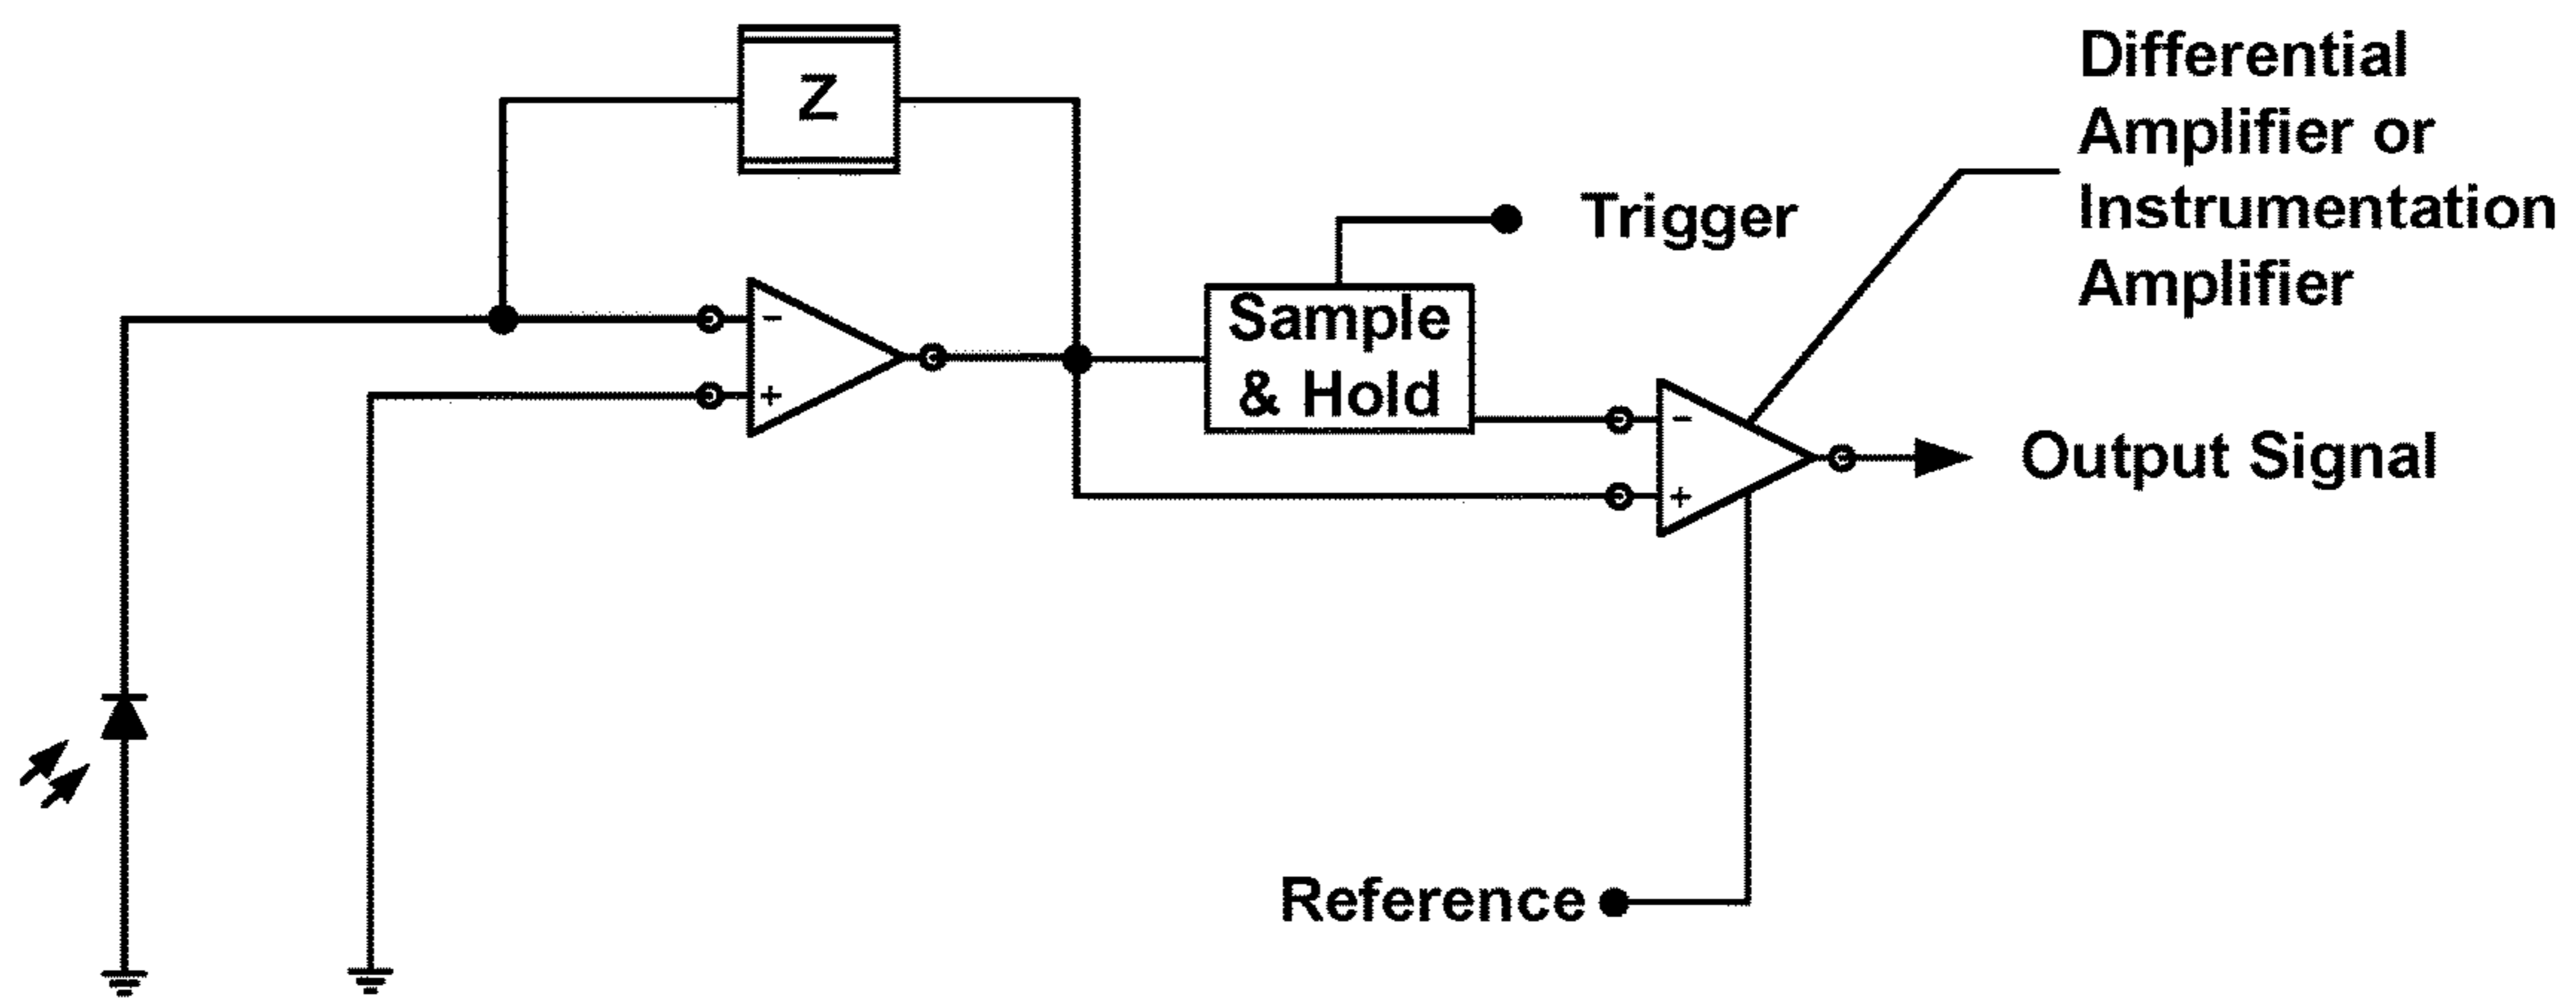 Z
Differential
Amplifier or
Instrumentation
Amplifier
Trigger
Sample
& Hold
-
+
-
+
Output Signal
Reference